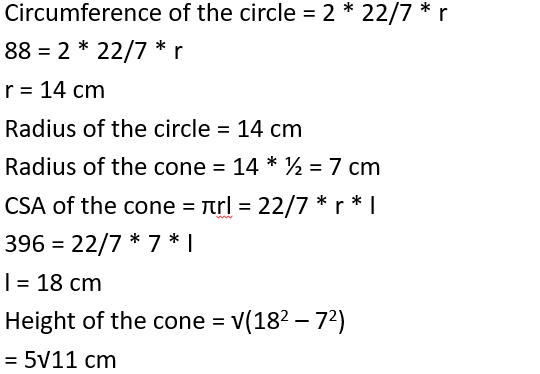 Circumference of the circle = 2 * 22/7 * r
88 = 2 * 22/7 * r
r = 14 cm
Radius of the circle = 14 cm
Radius of the cone = 14 * ½ = 7 cm
CSA of the cone = πrl = 22/7 * r * l
396 = 22/7 * 7 * l
l = 18 cm
Height of the cone = √(18² – 7²)
= 5√11 cm